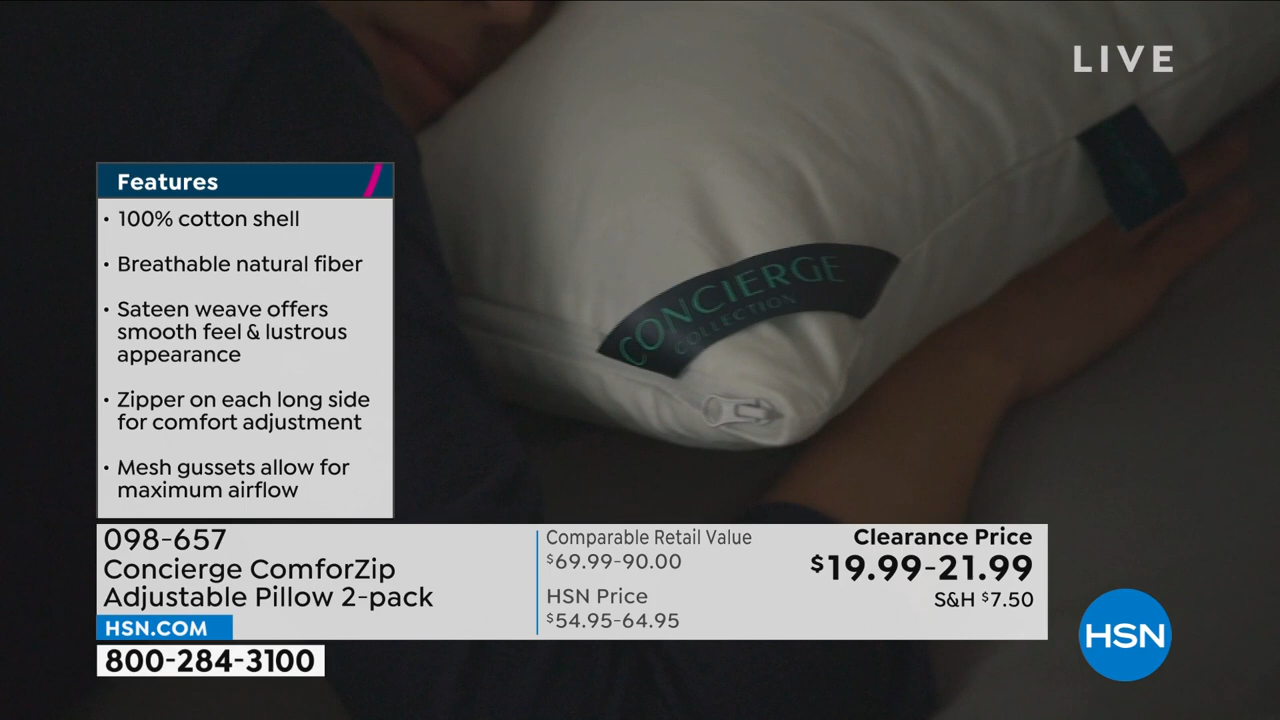 LIVE
Features
• 100% cotton shell
• Breathable natural fiber
• Sateen weave offers
smooth feel & lustrous
appearance
• Zipper on each long side
for comfort adjustment
• Mesh gussets allow for
maximum airflow
CONCIERGE
COLLECTION
098-657
Concierge ComforZip
Adjustable Pillow 2-pack
HSN.COM
800-284-3100
Comparable Retail Value
$69.99-90.00
HSN Price
$54.95-64.95
Clearance Price
$19.99-21.99
S&H $7.50
HSN